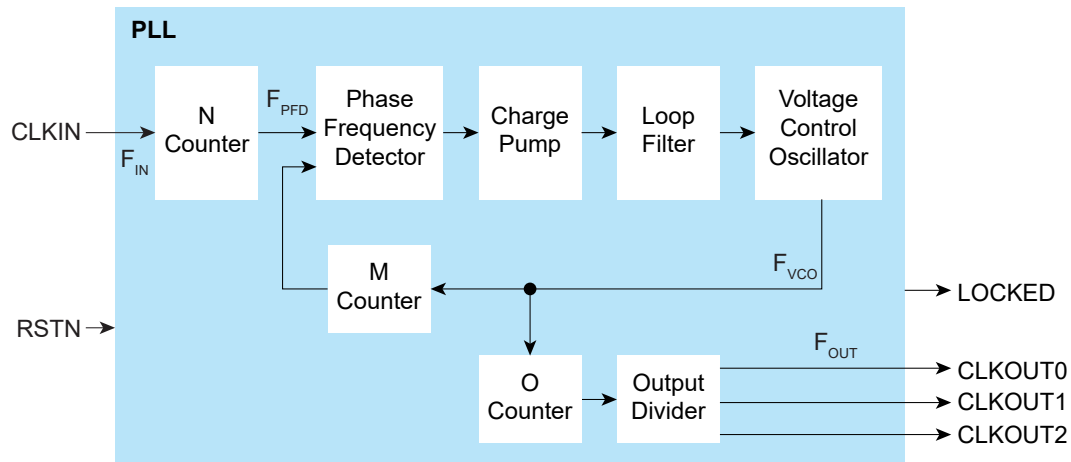 PLL
CLKIN
F_IN
N
Counter
F_PFD
Phase
Frequency
Detector
Charge
Pump
Loop
Filter
Voltage
Control
Oscillator
F_VCO
M
Counter
RSTN
LOCKED
O
Counter
Output
Divider
F_OUT
CLKOUT0
CLKOUT1
CLKOUT2